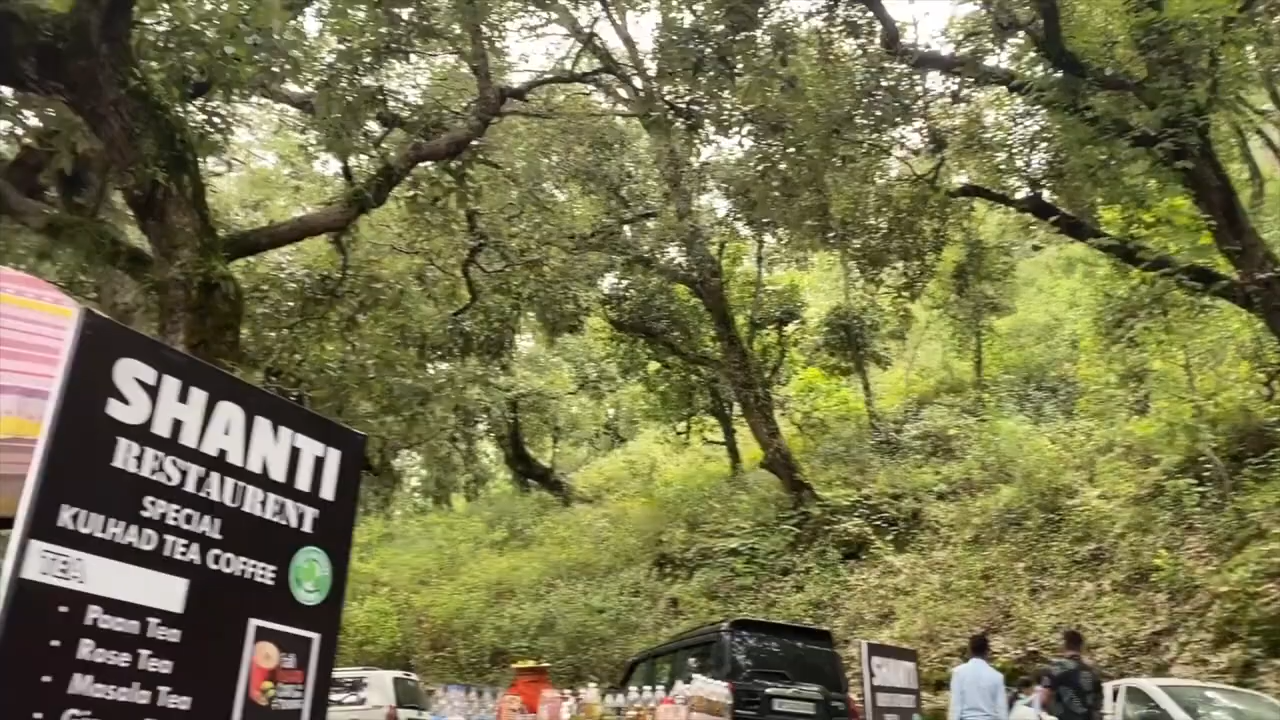 SHANTI
RESTAURENT
SPECIAL
KULHAD TEA COFFEE
TEA
- Paan Tea
- Rose Tea
- Masala Tea
SHANTI